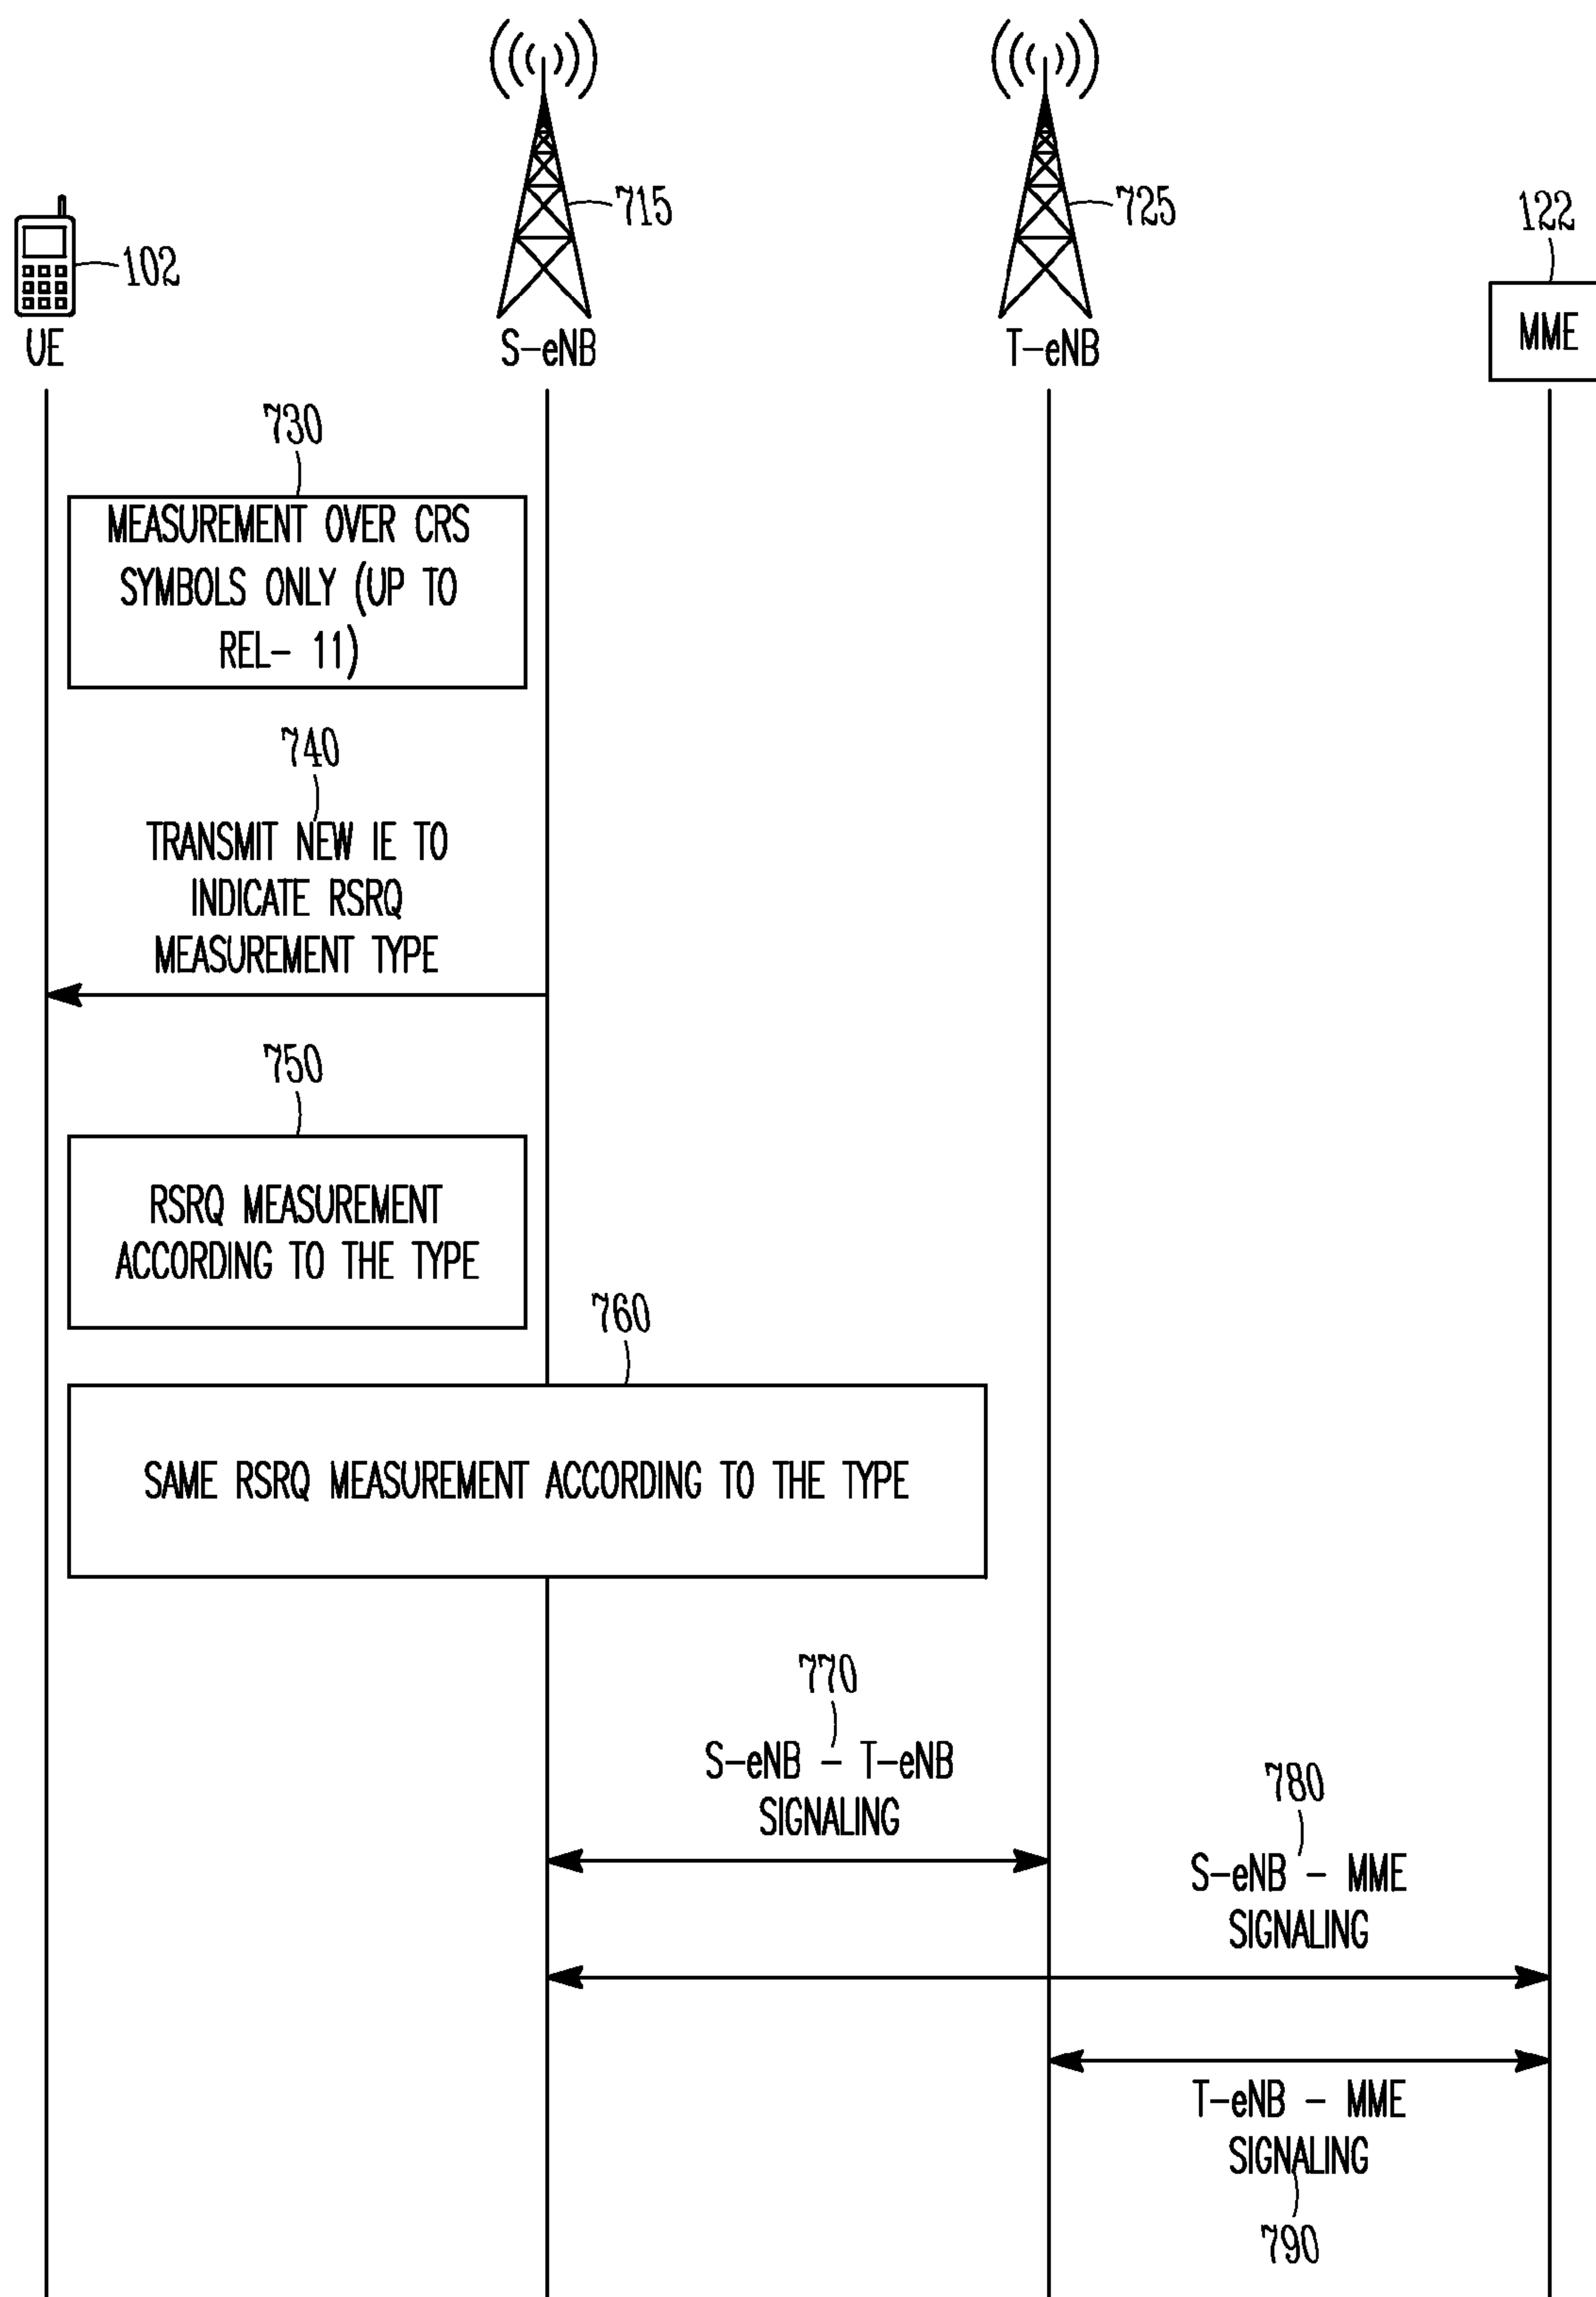 715
725
122
102
UE
S-eNB
T-eNB
MME
730
MEASUREMENT OVER CRS
SYMBOLS ONLY (UP TO
REL- 11)
740
TRANSMIT NEW IE TO
INDICATE RSRQ
MEASUREMENT TYPE
750
RSRQ MEASUREMENT
ACCORDING TO THE TYPE
760
SAME RSRQ MEASUREMENT ACCORDING TO THE TYPE
770
S-eNB - T-eNB
SIGNALING
780
S-eNB - MME
SIGNALING
T-eNB - MME
SIGNALING
790